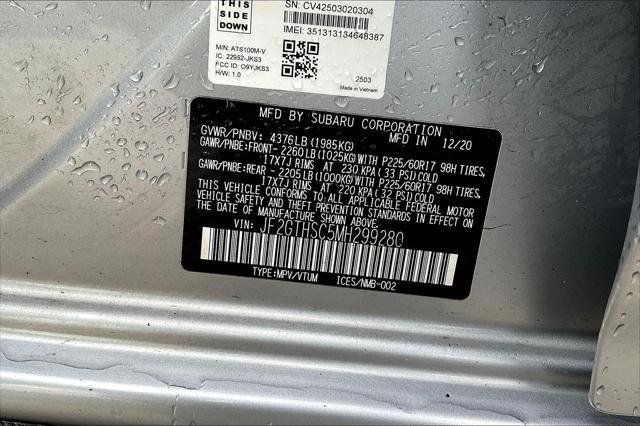 THIS
SIDE
DOWN
SN: CV42503020304
IMEI: 351313134648387
M/N: ATS100M-V
IC: 22952-JKS3
FCC ID: O9YJKS3
H/W: 1.0
2503
Made in Vietnam
MFD BY SUBARU CORPORATION
GVWR/PNBV: 4376LB(1985KG) MFD IN 12/20
GAWR/PNBE:FRONT-2260LB(1025KG)WITH P225/60R17 98H TIRES,
17X7J RIMS AT 230 KPA(33 PSI)COLD
GAWR/PNBE:REAR-2205LB(1000KG)WITH P225/60R17 98H TIRES,
17X7J RIMS AT 220 KPA(32 PSI)COLD
THIS VEHICLE CONFORMS TO ALL APPLICABLE FEDERAL MOTOR
VEHICLE SAFETY AND THEFT PREVENTION STANDARDS IN EFFECT ON
THE DATE OF MANUFACTURE SHOWN ABOVE.
VIN: JF2GTHSC5MH299280
TYPE:MPV/VTUM ICES/NMB-002